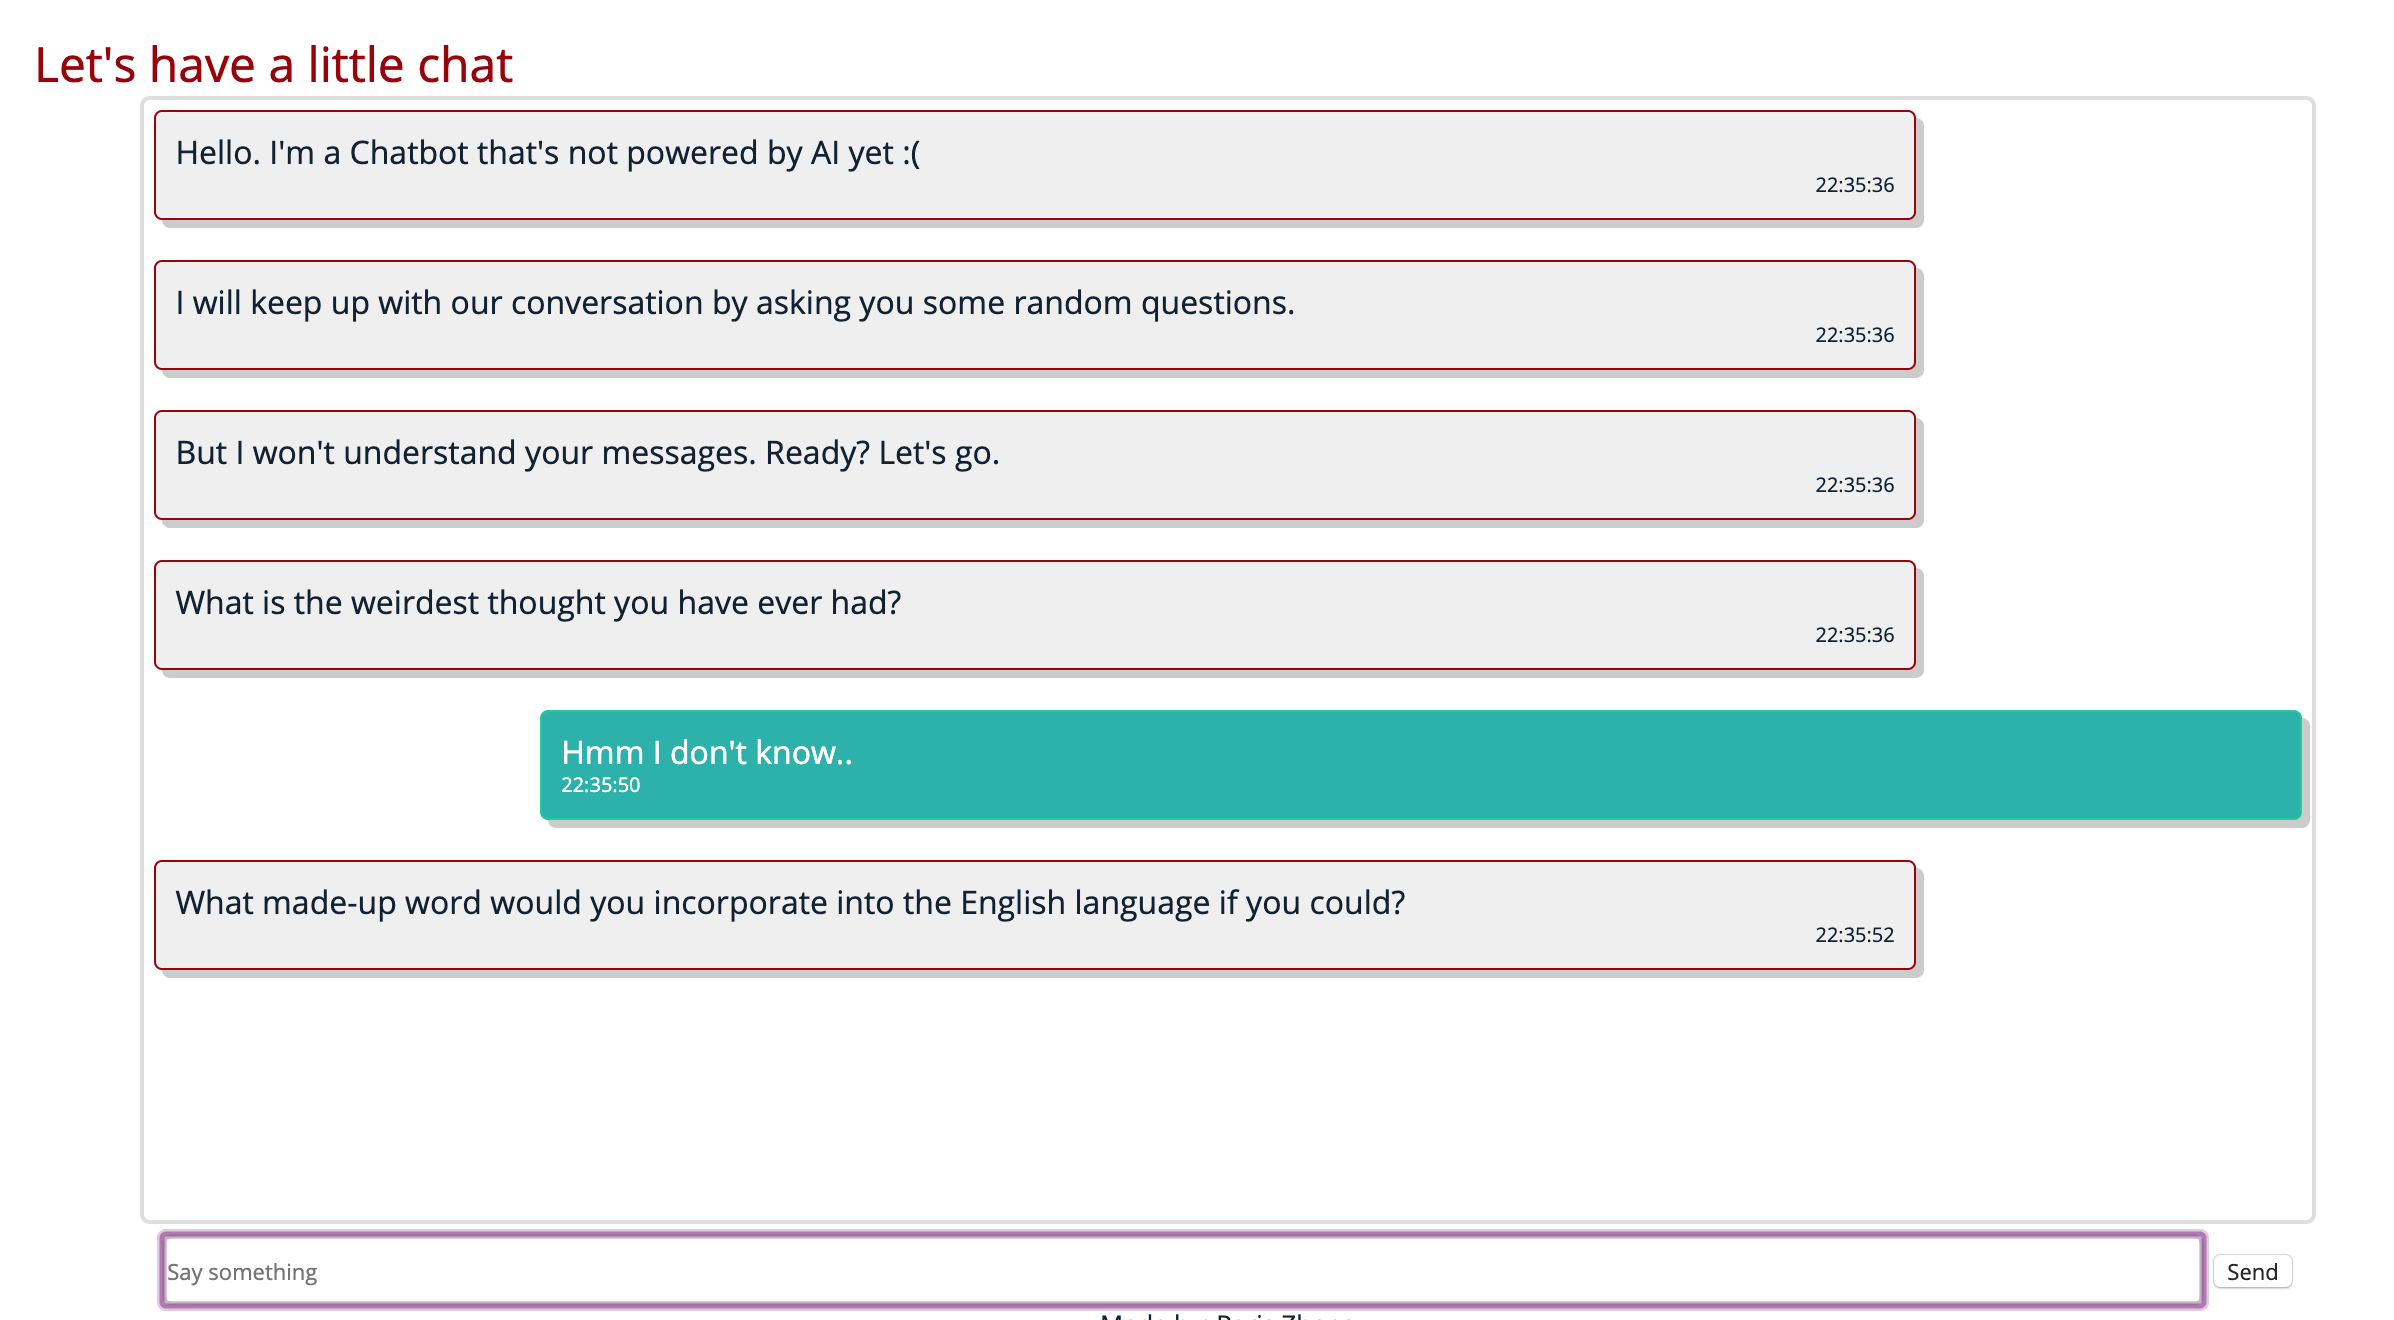 Let's have a little chat
Hello. I'm a Chatbot that's not powered by AI yet :(
22:35:36
I will keep up with our conversation by asking you some random questions.
22:35:36
But I won't understand your messages. Ready? Let's go.
22:35:36
What is the weirdest thought you have ever had?
22:35:36
Hmm I don't know..
22:35:50
What made-up word would you incorporate into the English language if you could?
22:35:52
Say something
Send